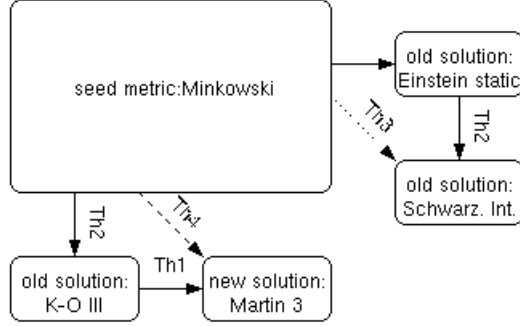 old solution:
Einstein static
seed metric:Minkowski
Th3
Th2
old solution:
Schwarz. Int.
Th2
Th4
old solution:
K-O III
Th1
new solution:
Martin 3